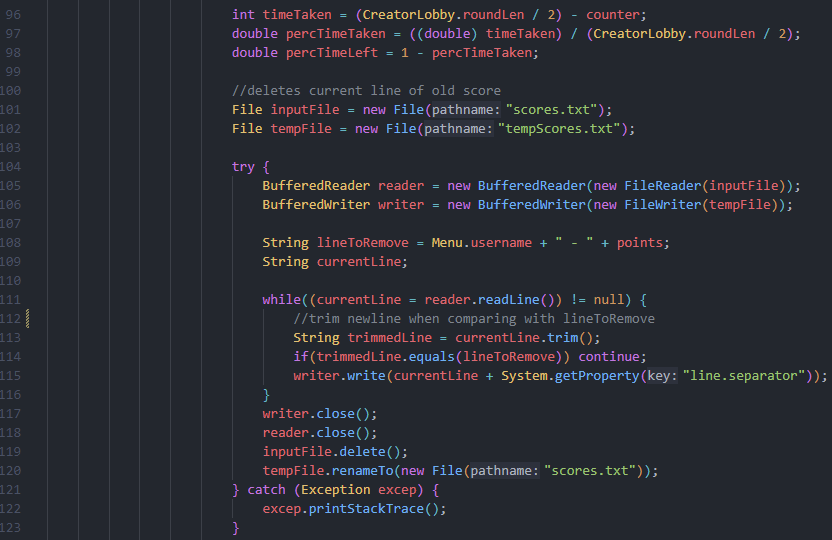 96 int timeTaken = (CreatorLobby.roundLen / 2) - counter;
97 double percTimeTaken = ((double) timeTaken) / (CreatorLobby.roundLen / 2);
98 double percTimeLeft = 1 - percTimeTaken;
99
100 //deletes current line of old score
101 File inputFile = new File(pathname: "scores.txt");
102 File tempFile = new File(pathname: "tempScores.txt");
103
104 try {
105 BufferedReader reader = new BufferedReader(new FileReader(inputFile));
106 BufferedWriter writer = new BufferedWriter(new FileWriter(tempFile));
107
108 String lineToRemove = Menu.username + " - " + points;
109 String currentLine;
110
111 while((currentLine = reader.readLine()) != null) {
112 //trim newline when comparing with lineToRemove
113 String trimmedLine = currentLine.trim();
114 if(trimmedLine.equals(lineToRemove)) continue;
115 writer.write(currentLine + System.getProperty(key: "line.separator"));
116 }
117 writer.close();
118 reader.close();
119 inputFile.delete();
120 tempFile.renameTo(new File(pathname: "scores.txt"));
121 } catch (Exception excep) {
122 excep.printStackTrace();
123 }